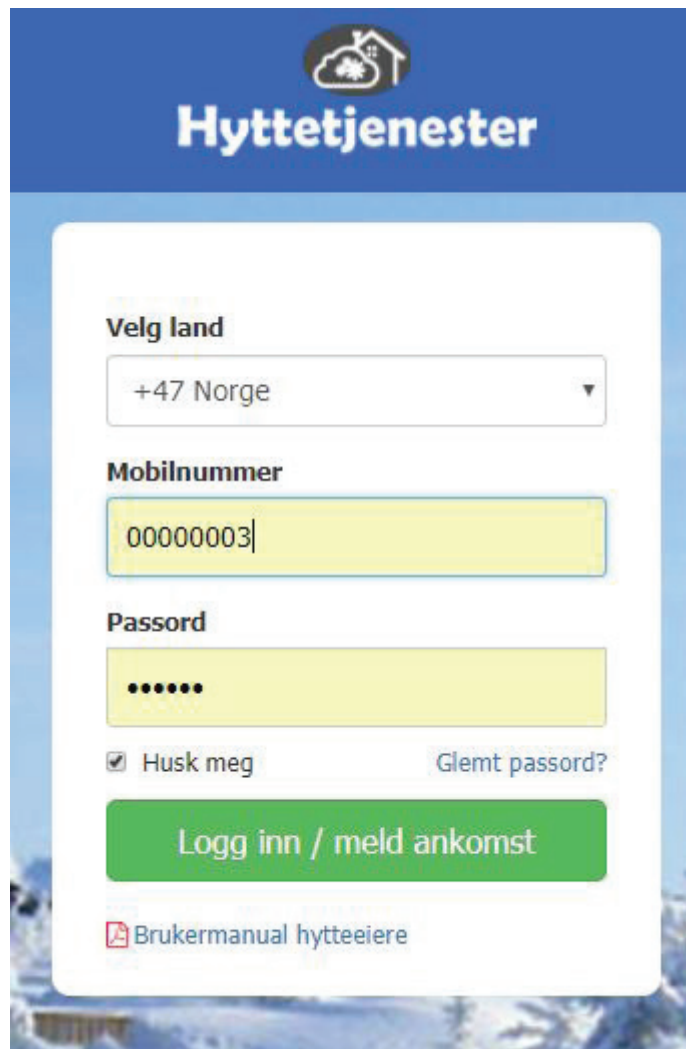 Hyttetjenester
Velg land
+47 Norge
Mobilnummer
00000003
Passord
••••••
Husk meg Glemt passord?
Logg inn / meld ankomst
Brukermanual hytteeiere